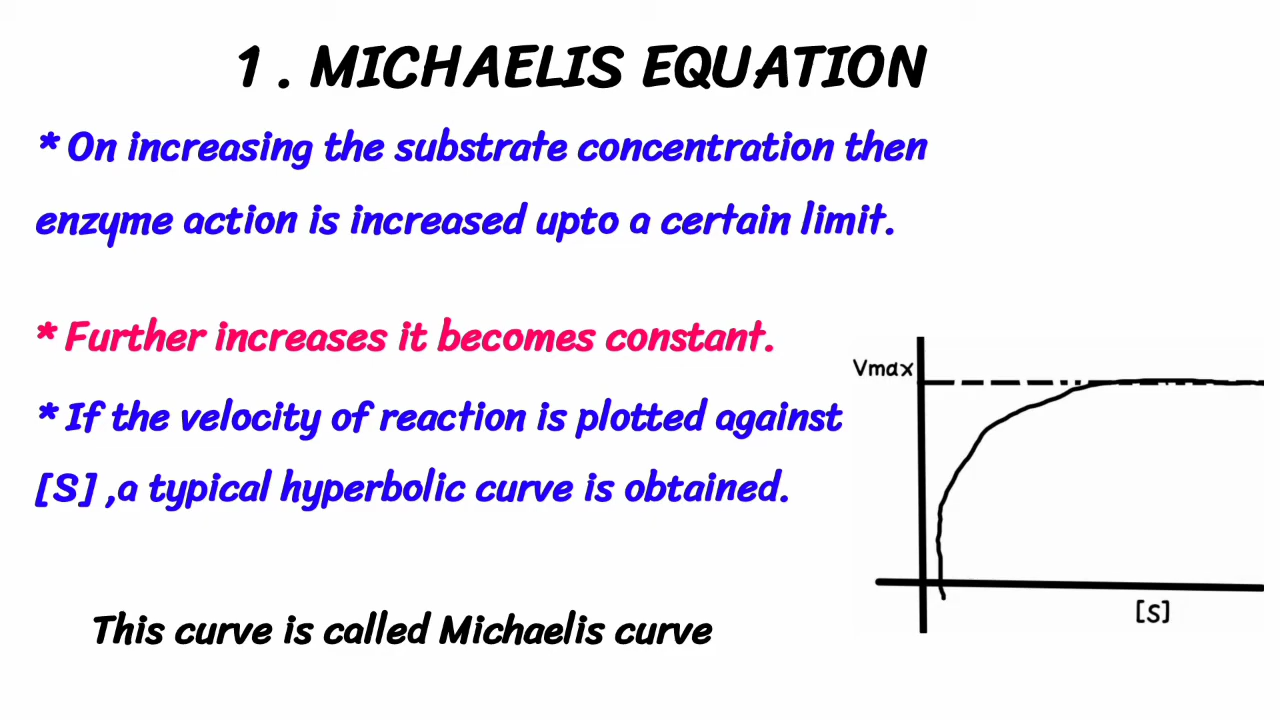 1 . MICHAELIS EQUATION
* On increasing the substrate concentration then
enzyme action is increased upto a certain limit.
* Further increases it becomes constant.
* If the velocity of reaction is plotted against
[S] ,a typical hyperbolic curve is obtained.
This curve is called Michaelis curve
Vmax
[S]